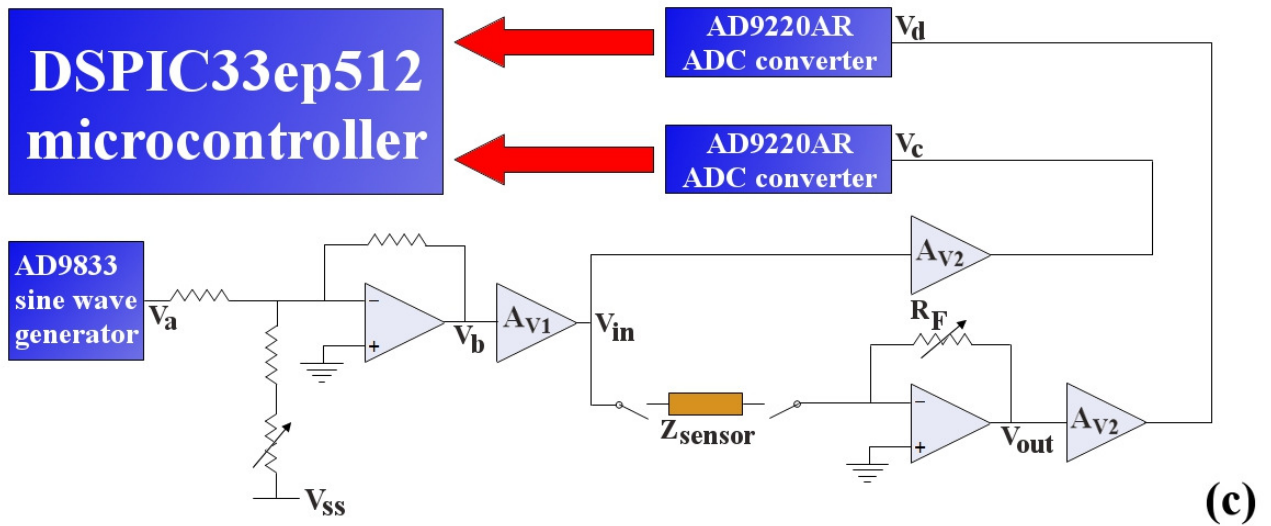 DSPIC33ep512
microcontroller
AD9220AR
ADC converter
Vd
AD9220AR
ADC converter
Vc
AD9833
sine wave
generator
Va
Vss
−
+
Vb
AV1
Vin
AV2
Zsensor
RF
−
+
Vout
AV2
(c)